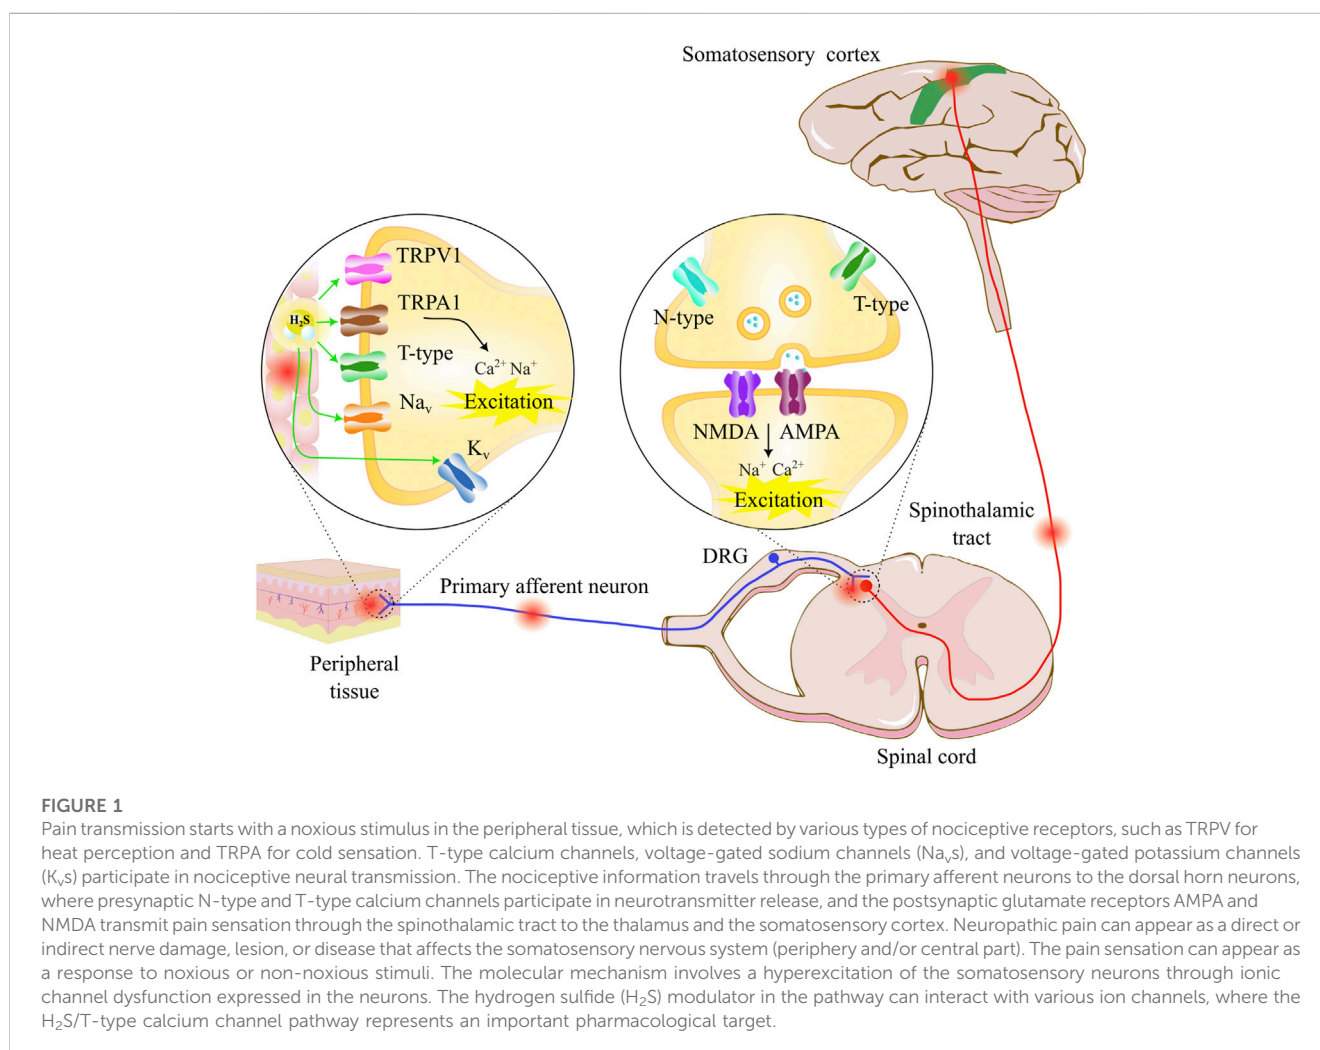 Somatosensory cortex
TRPV1
TRPA1
H₂S
T-type
Ca²⁺ Na⁺
Naᵥ
Excitation
Kᵥ
N-type
T-type
NMDA
AMPA
Na⁺ Ca²⁺
Excitation
Spinothalamic
tract
DRG
Primary afferent neuron
Peripheral
tissue
Spinal cord
FIGURE 1
Pain transmission starts with a noxious stimulus in the peripheral tissue, which is detected by various types of nociceptive receptors, such as TRPV for
heat perception and TRPA for cold sensation. T-type calcium channels, voltage-gated sodium channels (Naᵥs), and voltage-gated potassium channels
(Kᵥs) participate in nociceptive neural transmission. The nociceptive information travels through the primary afferent neurons to the dorsal horn neurons,
where presynaptic N-type and T-type calcium channels participate in neurotransmitter release, and the postsynaptic glutamate receptors AMPA and
NMDA transmit pain sensation through the spinothalamic tract to the thalamus and the somatosensory cortex. Neuropathic pain can appear as a direct or
indirect nerve damage, lesion, or disease that affects the somatosensory nervous system (periphery and/or central part). The pain sensation can appear as
a response to noxious or non-noxious stimuli. The molecular mechanism involves a hyperexcitation of the somatosensory neurons through ionic
channel dysfunction expressed in the neurons. The hydrogen sulfide (H₂S) modulator in the pathway can interact with various ion channels, where the
H₂S/T-type calcium channel pathway represents an important pharmacological target.